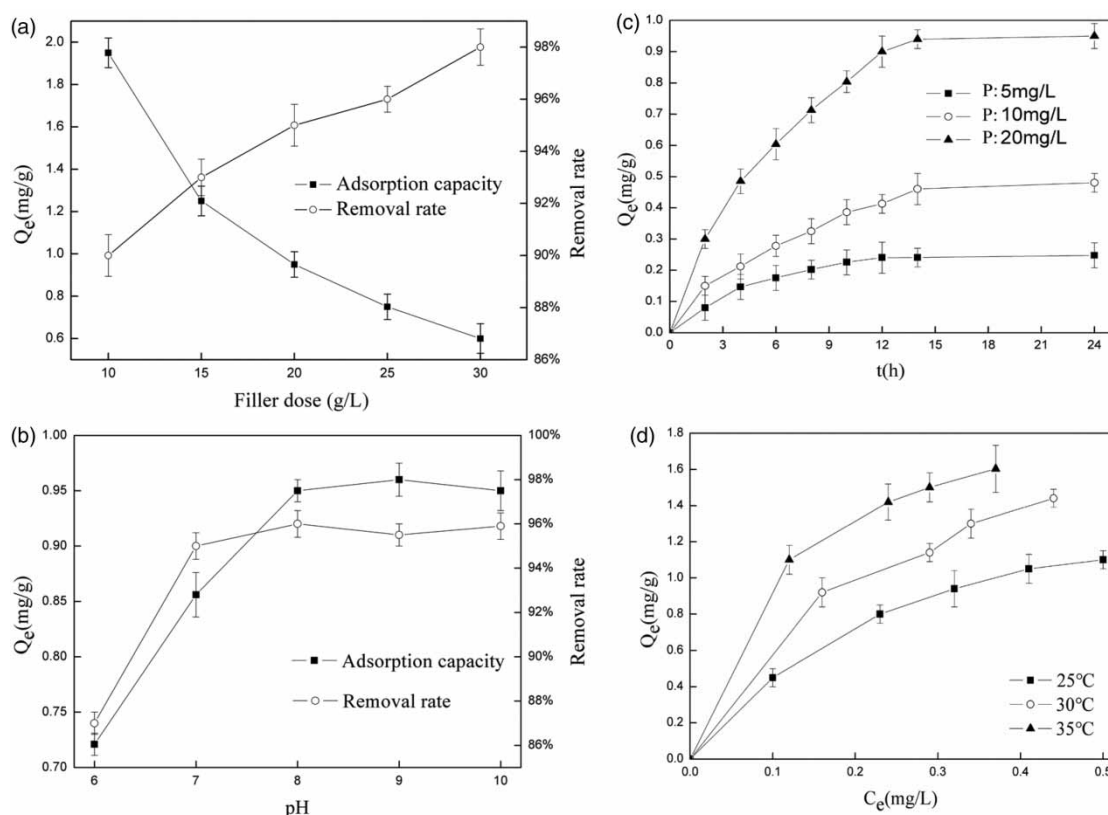 (a)
2.0
1.8
1.6
1.4
1.2
1.0
0.8
0.6
Qe(mg/g)
98%
96%
94%
92%
90%
88%
86%
Removal rate
Adsorption capacity
Removal rate
10 15 20 25 30
Filler dose (g/L)
(c)
1.0
0.9
0.8
0.7
0.6
0.5
0.4
0.3
0.2
0.1
0.0
Qe(mg/g)
P: 5mg/L
P: 10mg/L
P: 20mg/L
0 3 6 9 12 15 18 21 24
t(h)
(b)
1.00
0.95
0.90
0.85
0.80
0.75
0.70
Qe(mg/g)
100%
98%
96%
94%
92%
90%
88%
86%
Removal rate
Adsorption capacity
Removal rate
6 7 8 9 10
pH
(d)
1.8
1.6
1.4
1.2
1.0
0.8
0.6
0.4
0.2
0.0
Qe(mg/g)
25℃
30℃
35℃
0.0 0.1 0.2 0.3 0.4 0.5
Ce(mg/L)